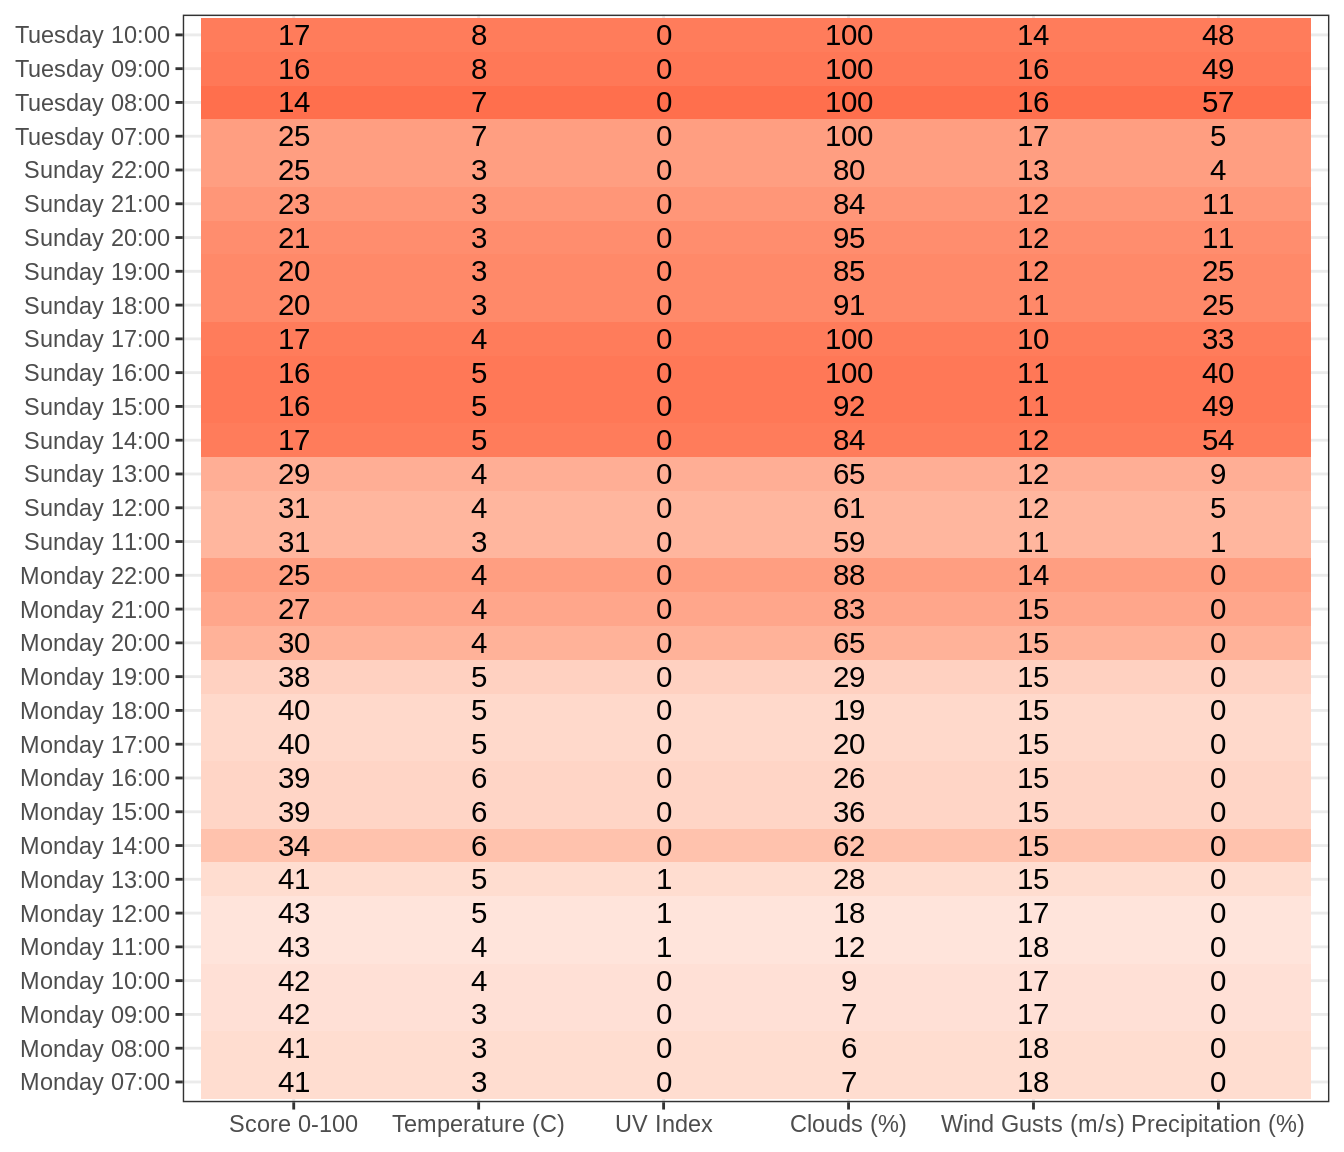 Tuesday 10:00 17 8 0 100 14 48
Tuesday 09:00 16 8 0 100 16 49
Tuesday 08:00 14 7 0 100 16 57
Tuesday 07:00 25 7 0 100 17 5
Sunday 22:00 25 3 0 80 13 4
Sunday 21:00 23 3 0 84 12 11
Sunday 20:00 21 3 0 95 12 11
Sunday 19:00 20 3 0 85 12 25
Sunday 18:00 20 3 0 91 11 25
Sunday 17:00 17 4 0 100 10 33
Sunday 16:00 16 5 0 100 11 40
Sunday 15:00 16 5 0 92 11 49
Sunday 14:00 17 5 0 84 12 54
Sunday 13:00 29 4 0 65 12 9
Sunday 12:00 31 4 0 61 12 5
Sunday 11:00 31 3 0 59 11 1
Monday 22:00 25 4 0 88 14 0
Monday 21:00 27 4 0 83 15 0
Monday 20:00 30 4 0 65 15 0
Monday 19:00 38 5 0 29 15 0
Monday 18:00 40 5 0 19 15 0
Monday 17:00 40 5 0 20 15 0
Monday 16:00 39 6 0 26 15 0
Monday 15:00 39 6 0 36 15 0
Monday 14:00 34 6 0 62 15 0
Monday 13:00 41 5 1 28 15 0
Monday 12:00 43 5 1 18 17 0
Monday 11:00 43 4 1 12 18 0
Monday 10:00 42 4 0 9 17 0
Monday 09:00 42 3 0 7 17 0
Monday 08:00 41 3 0 6 18 0
Monday 07:00 41 3 0 7 18 0
Score 0-100 Temperature (C) UV Index Clouds (%) Wind Gusts (m/s) Precipitation (%)